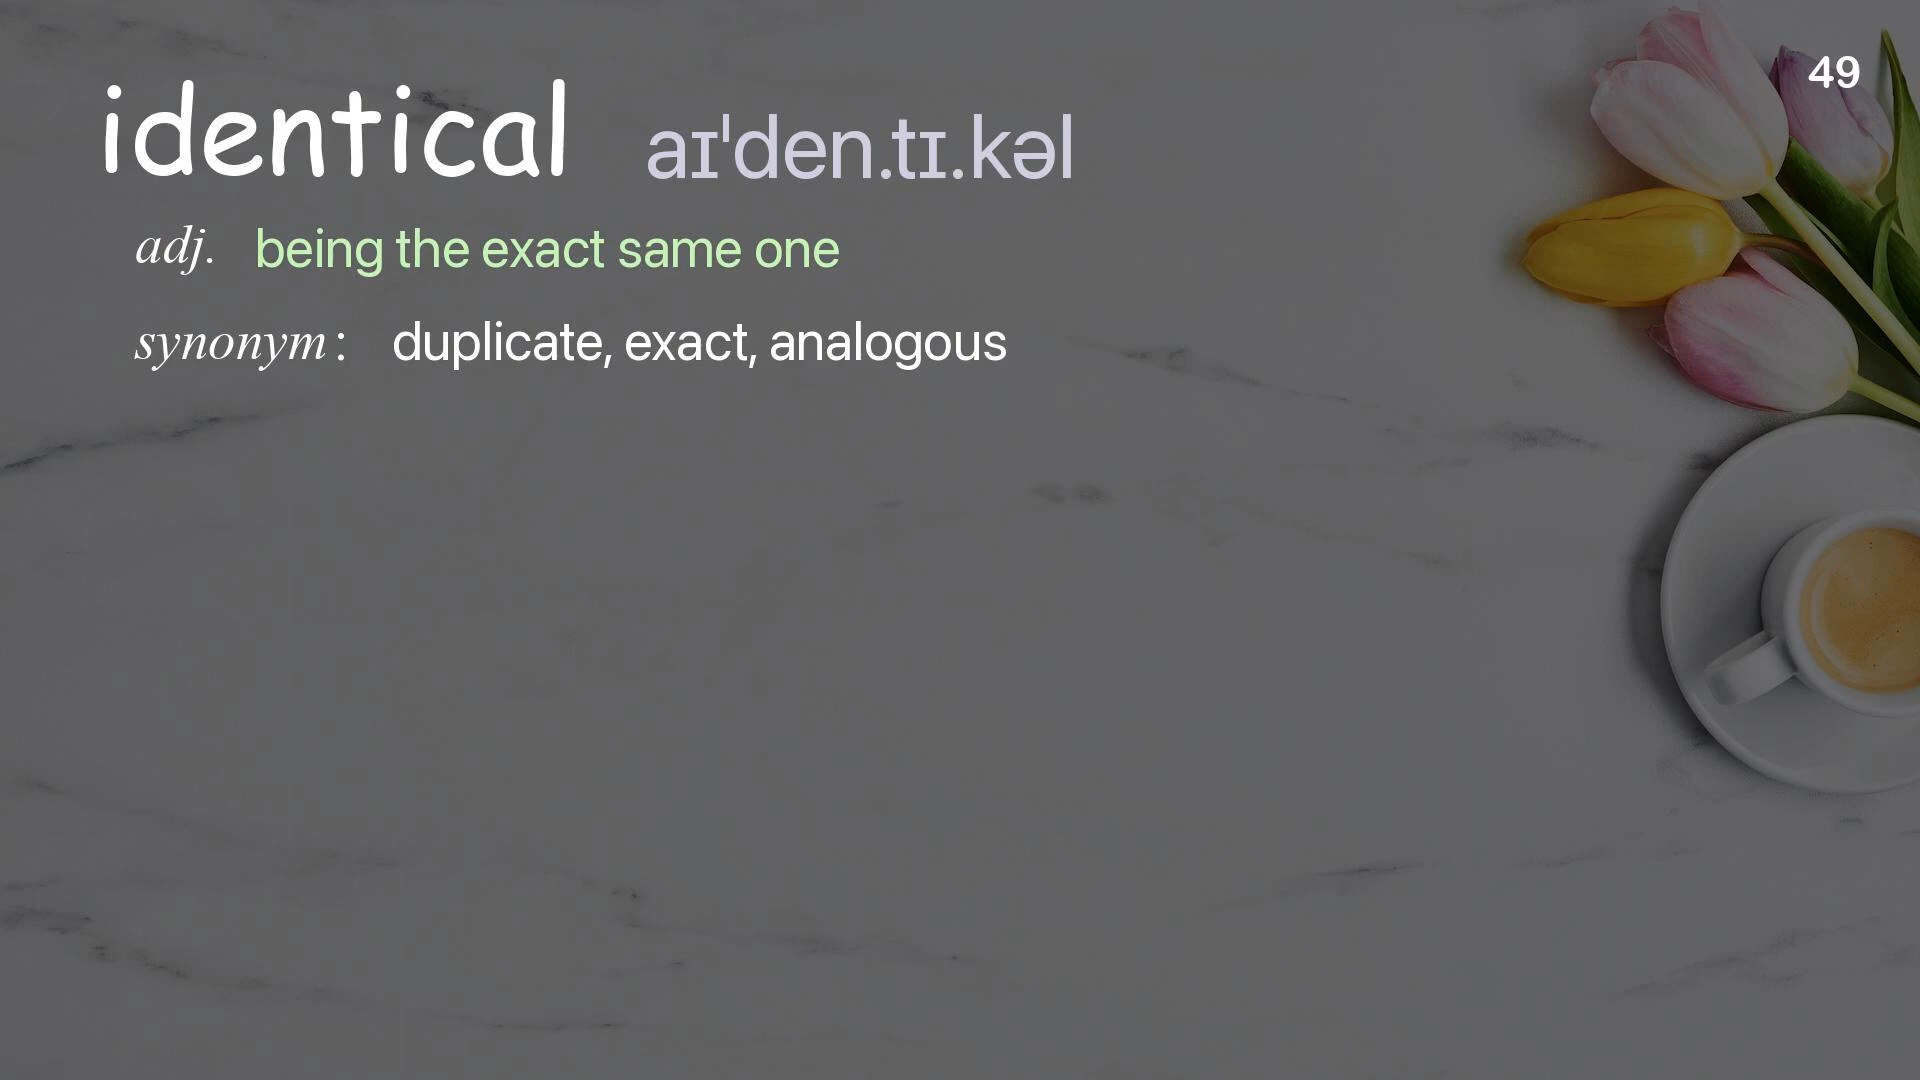 49
identical aɪˈden.tɪ.kəl
adj. being the exact same one
synonym: duplicate, exact, analogous